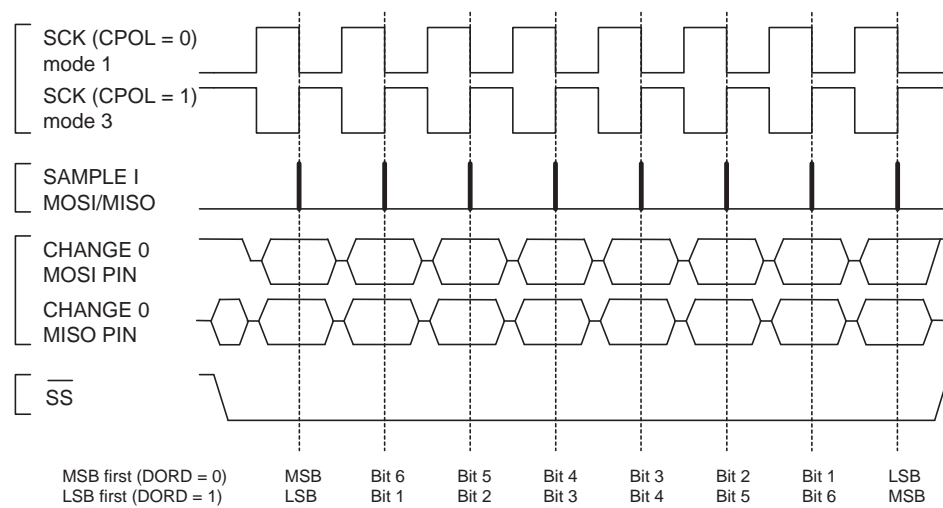 SCK (CPOL = 0)
mode 1
SCK (CPOL = 1)
mode 3
SAMPLE I
MOSI/MISO
CHANGE 0
MOSI PIN
CHANGE 0
MISO PIN
SS
MSB first (DORD = 0) MSB Bit 6 Bit 5 Bit 4 Bit 3 Bit 2 Bit 1 LSB
LSB first (DORD = 1) LSB Bit 1 Bit 2 Bit 3 Bit 4 Bit 5 Bit 6 MSB